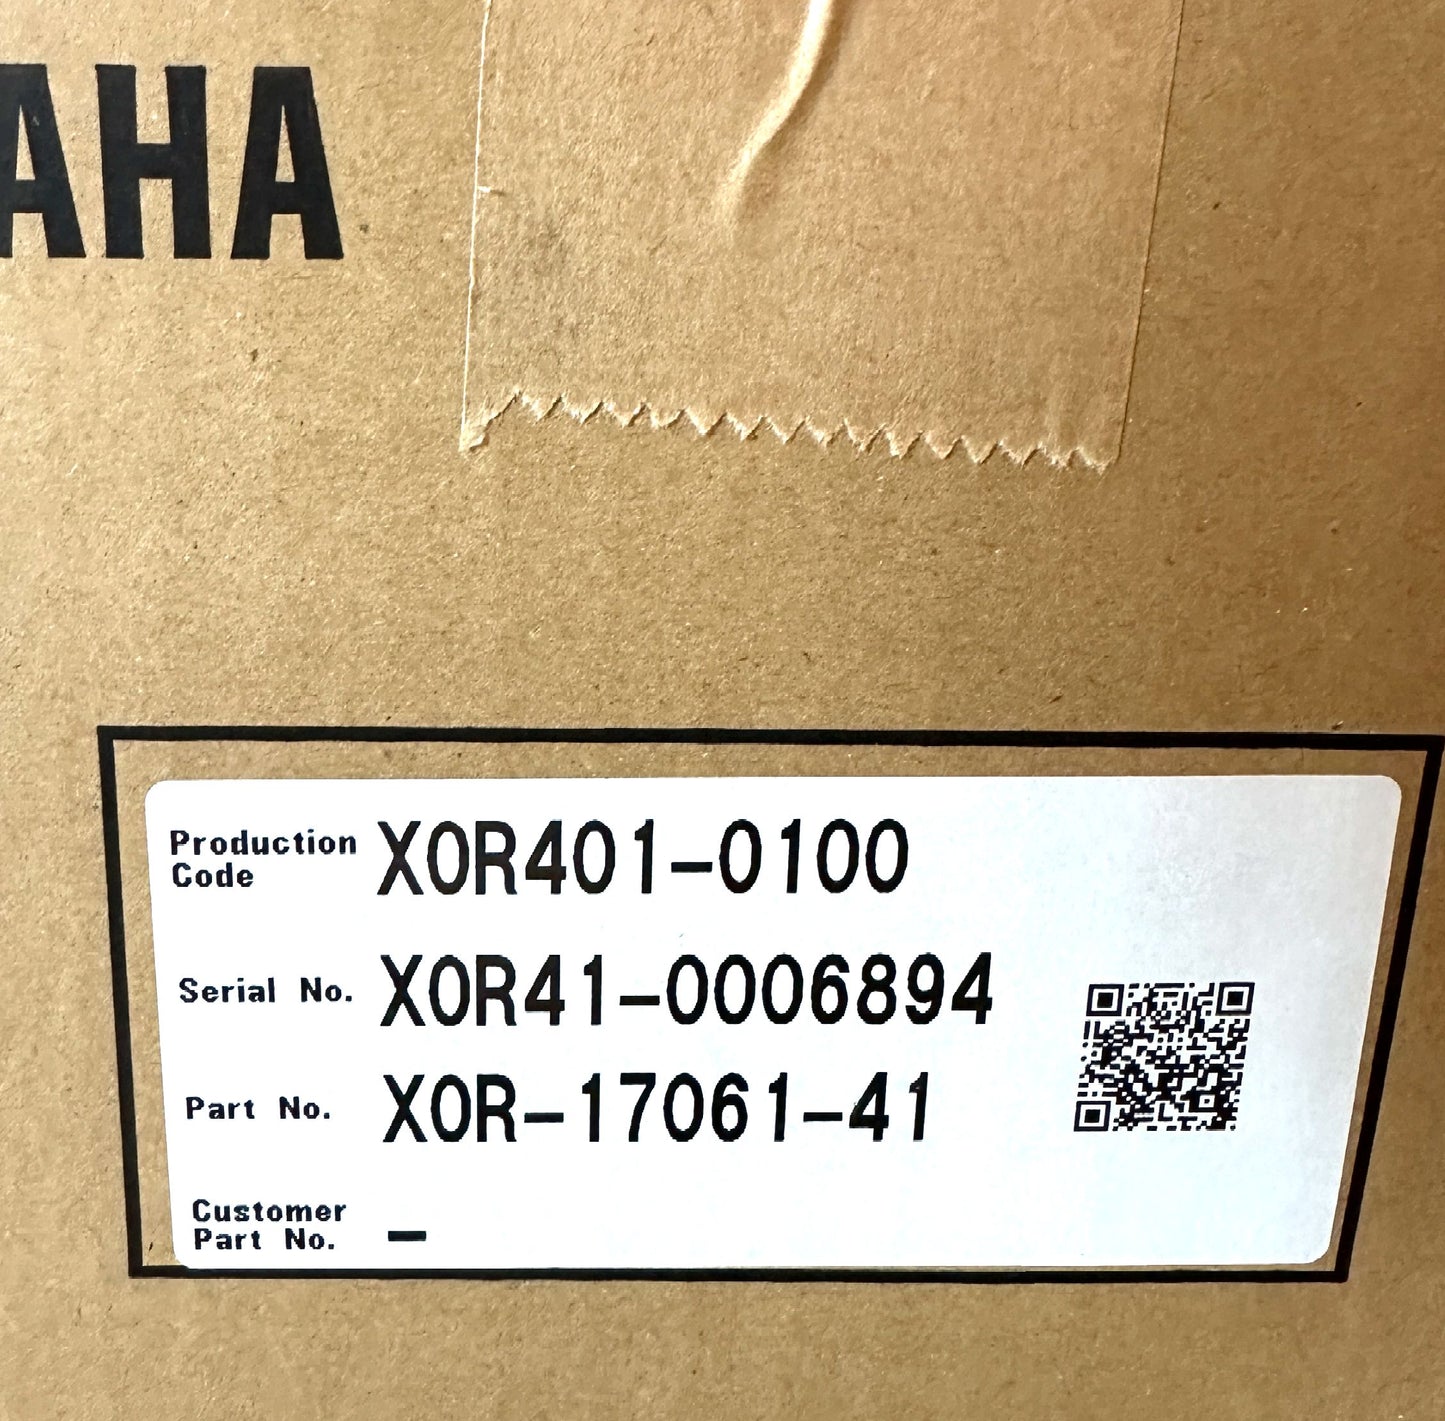 AHA
Production Code X0R401-0100
Serial No. X0R41-0006894
Part No. X0R-17061-41
Customer Part No. -